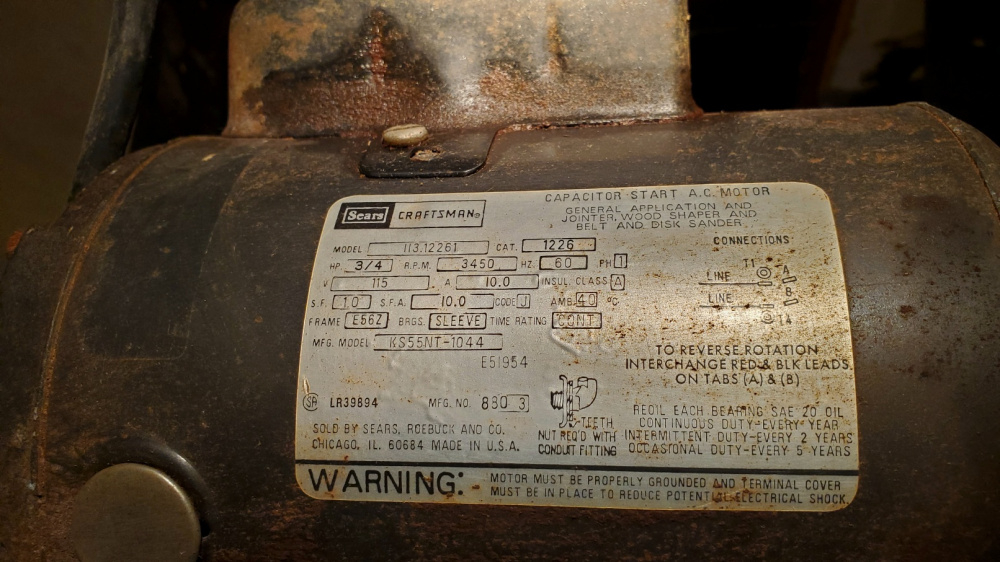 Sears CRAFTSMAN®
CAPACITOR-START A.C. MOTOR
GENERAL APPLICATION AND
JOINTER, WOOD SHAPER AND
BELT AND DISK SANDER
MODEL 113.12261 CAT. 1226
HP 3/4 R.P.M. 3450 HZ. 60 PH 1
V 115 A 10.0 INSUL. CLASS A
S.F. 1.0 S.F.A. 10.0 CODE J AMB. 40 °C
FRAME E56Z BRGS. SLEEVE TIME RATING CONT
MFG. MODEL KS55NT-1044
E51954
LR39894 MFG. NO. 880 3
SOLD BY SEARS, ROEBUCK AND CO.
CHICAGO, IL. 60684 MADE IN U.S.A.
TEETH
NUT REQ'D WITH
CONDUIT FITTING
CONNECTIONS
T1
LINE A
B
LINE
T4
TO REVERSE ROTATION
INTERCHANGE RED & BLK LEADS
ON TABS (A) & (B)
REOIL EACH BEARING SAE 20 OIL
CONTINUOUS DUTY-EVERY YEAR
INTERMITTENT DUTY-EVERY 2 YEARS
OCCASIONAL DUTY-EVERY 5 YEARS
WARNING: MOTOR MUST BE PROPERLY GROUNDED AND TERMINAL COVER
MUST BE IN PLACE TO REDUCE POTENTIAL ELECTRICAL SHOCK.